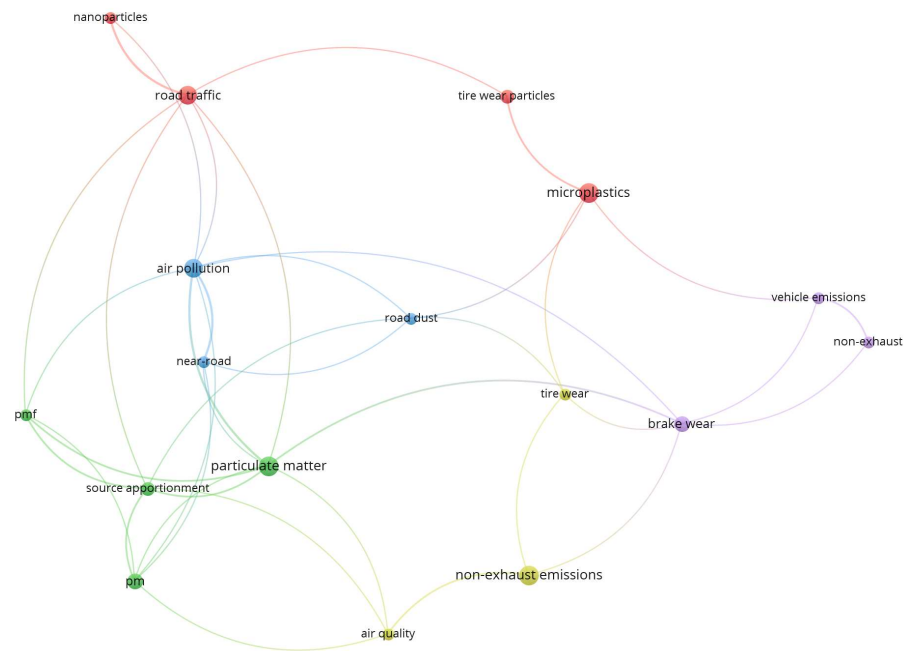 nanoparticles
road traffic
tire wear particles
microplastics
air pollution
vehicle emissions
road dust
non-exhaust
near-road
tire wear
pmf
brake wear
particulate matter
source apportionment
non-exhaust emissions
pm
air quality